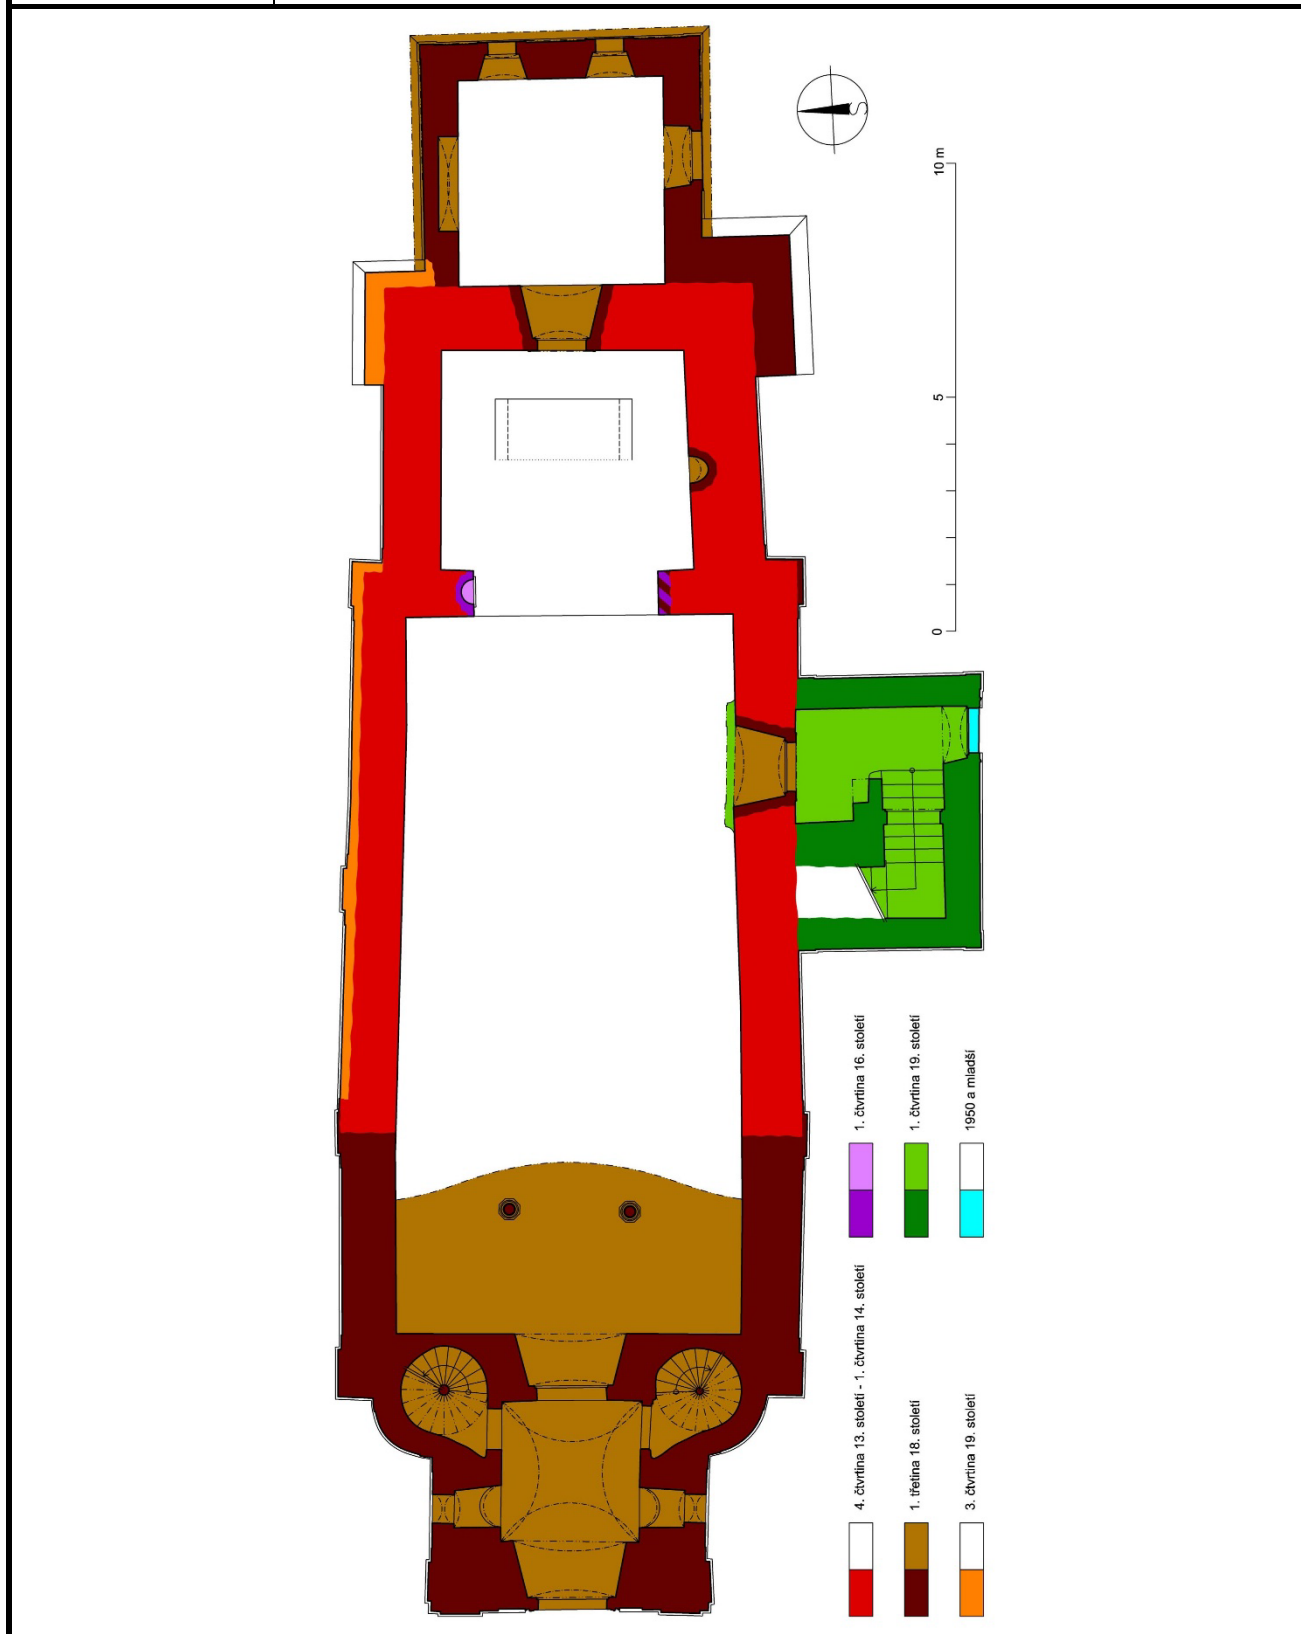 S
10 m
5
0
4. čtvrtina 13. století - 1. čtvrtina 14. století
1. třetina 18. století
3. čtvrtina 19. století
1. čtvrtina 16. století
1. čtvrtina 19. století
1950 a mladší